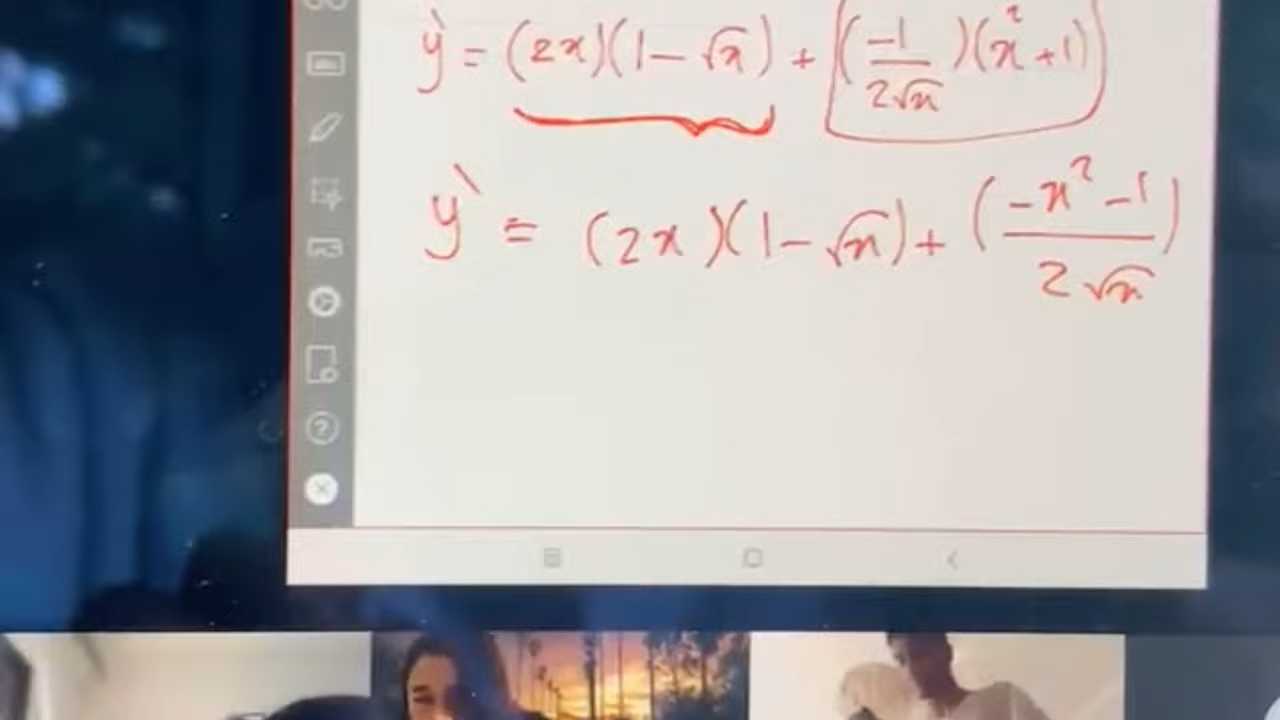 y` = (2x)(1-√x) + (-1/2√x)(x²+1)
y` = (2x)(1-√x) + (-x²-1/2√x)